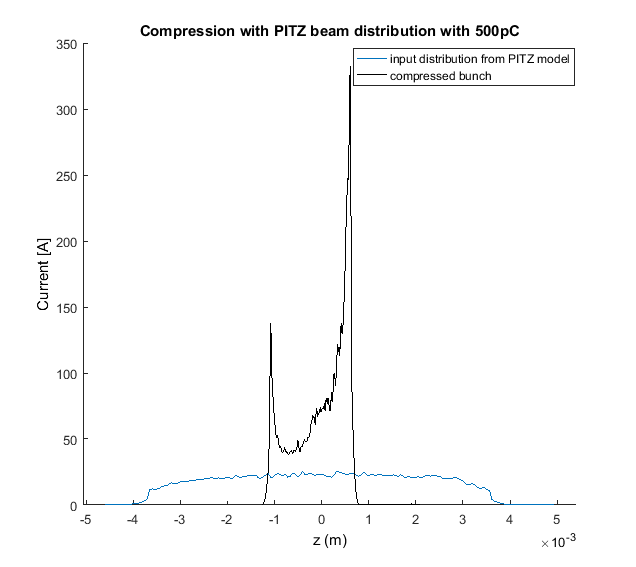 Compression with PITZ beam distribution with 500pC
input distribution from PITZ model
compressed bunch
350
300
250
200
150
100
50
0
Current [A]
-5 -4 -3 -2 -1 0 1 2 3 4 5
z (m)
×10-3